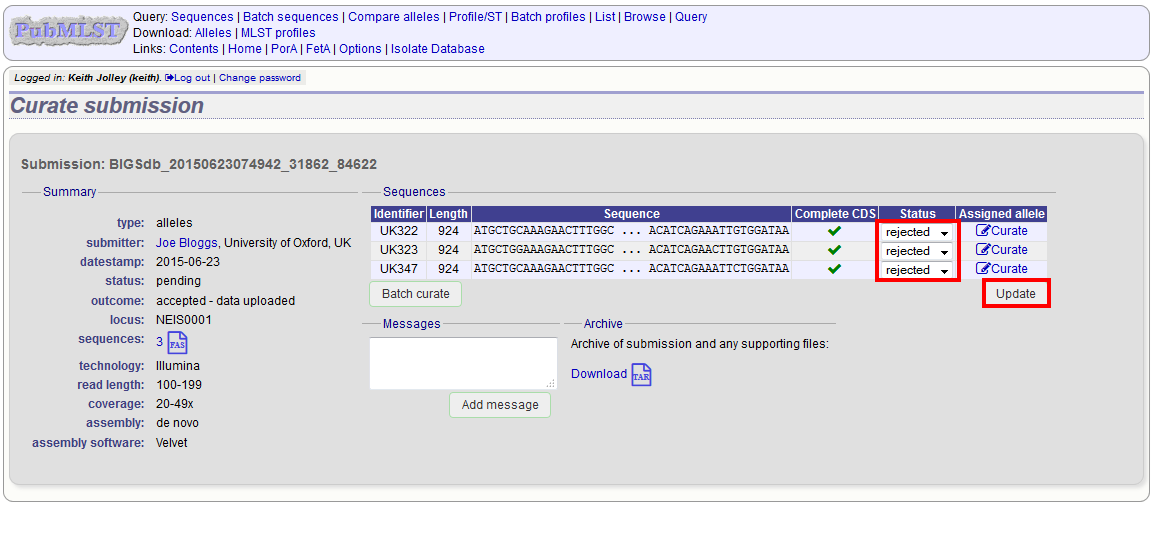 PubMLST
Query: Sequences | Batch sequences | Compare alleles | Profile/ST | Batch profiles | List | Browse | Query
Download: Alleles | MLST profiles
Links: Contents | Home | PorA | FetA | Options | Isolate Database
Logged in: Keith Jolley (keith). Log out | Change password
Curate submission
Submission: BIGSdb_20150623074942_31862_84622
Summary
type: alleles
submitter: Joe Bloggs, University of Oxford, UK
datestamp: 2015-06-23
status: pending
outcome: accepted - data uploaded
locus: NEIS0001
sequences: 3 FAS
technology: Illumina
read length: 100-199
coverage: 20-49x
assembly: de novo
assembly software: Velvet
Sequences
Identifier Length Sequence Complete CDS Status Assigned allele
UK322 924 ATGCTGCAAAGAACTTTGGC ... ACATCAGAAATTGTGGATAA rejected Curate
UK323 924 ATGCTGCAAAGAACTTTGGC ... ACATCAGAAATTGTGGATAA rejected Curate
UK347 924 ATGCTGCAAAGAACTTTGGC ... ACATCAGAAATTCTGGATAA rejected Curate
Batch curate Update
Messages
Add message
Archive
Archive of submission and any supporting files:
Download TAR